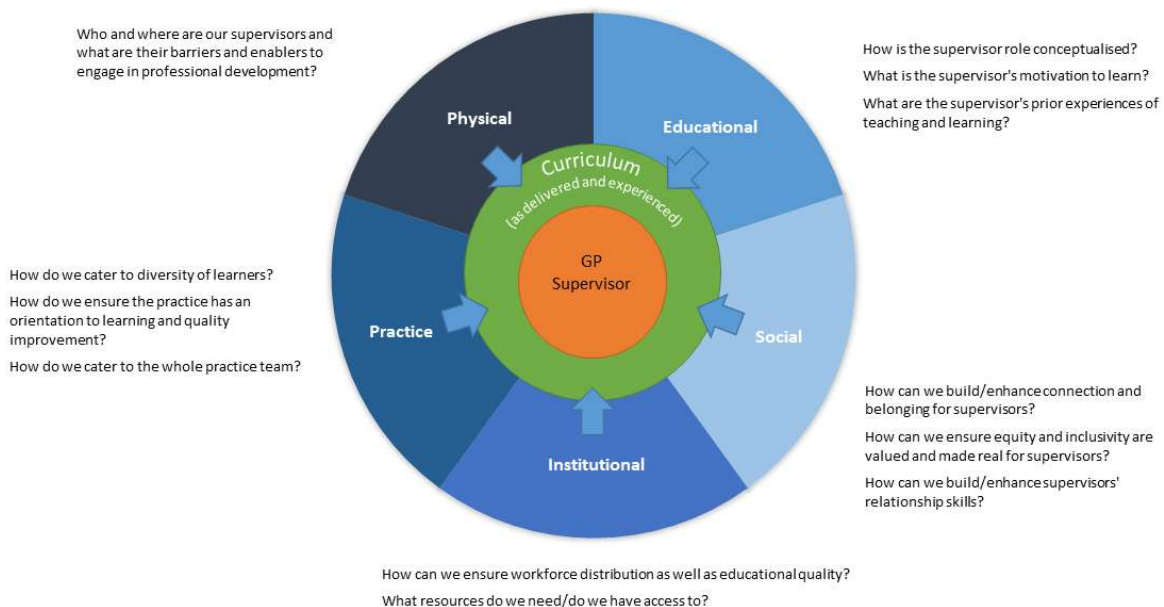 Who and where are our supervisors and
what are their barriers and enablers to
engage in professional development?
How is the supervisor role conceptualised?
What is the supervisor's motivation to learn?
What are the supervisor's prior experiences of
teaching and learning?
Physical
Educational
Curriculum
(as delivered and experienced)
GP
Supervisor
How do we cater to diversity of learners?
How do we ensure the practice has an
orientation to learning and quality
improvement?
How do we cater to the whole practice team?
Practice
Social
How can we build/enhance connection and
belonging for supervisors?
How can we ensure equity and inclusivity are
valued and made real for supervisors?
How can we build/enhance supervisors'
relationship skills?
Institutional
How can we ensure workforce distribution as well as educational quality?
What resources do we need/do we have access to?